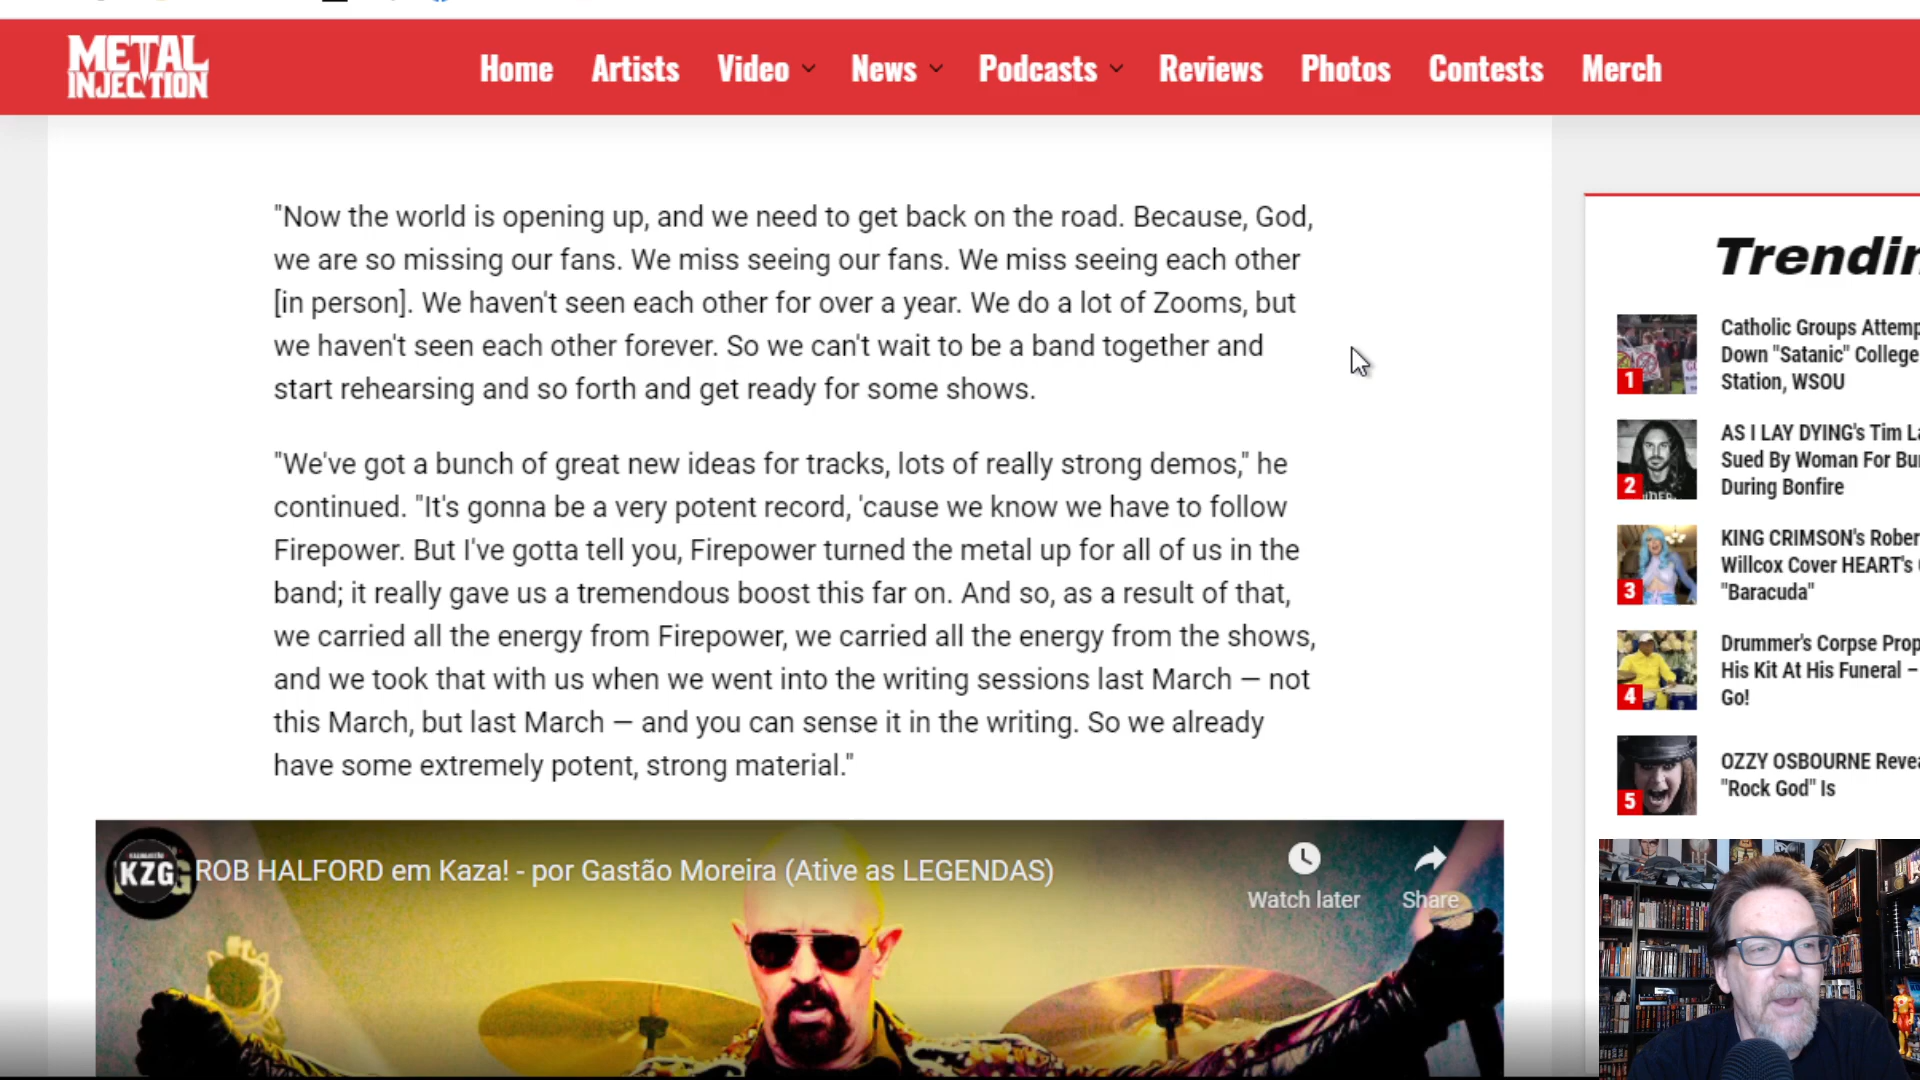 METAL
INJECTION
Home Artists Video News Podcasts Reviews Photos Contests Merch
"Now the world is opening up, and we need to get back on the road. Because, God,
we are so missing our fans. We miss seeing our fans. We miss seeing each other
[in person]. We haven't seen each other for over a year. We do a lot of Zooms, but
we haven't seen each other forever. So we can't wait to be a band together and
start rehearsing and so forth and get ready for some shows.
"We've got a bunch of great new ideas for tracks, lots of really strong demos," he
continued. "It's gonna be a very potent record, 'cause we know we have to follow
Firepower. But I've gotta tell you, Firepower turned the metal up for all of us in the
band; it really gave us a tremendous boost this far on. And so, as a result of that,
we carried all the energy from Firepower, we carried all the energy from the shows,
and we took that with us when we went into the writing sessions last March — not
this March, but last March — and you can sense it in the writing. So we already
have some extremely potent, strong material."
KZG
ROB HALFORD em Kaza! - por Gastão Moreira (Ative as LEGENDAS)
Watch later
Share
Trendin
1
Catholic Groups Attemp
Down "Satanic" College
Station, WSOU
2
AS I LAY DYING's Tim La
Sued By Woman For Bu
During Bonfire
3
KING CRIMSON's Rober
Willcox Cover HEART's
"Baracuda"
4
Drummer's Corpse Prop
His Kit At His Funeral –
Go!
5
OZZY OSBOURNE Revea
"Rock God" Is